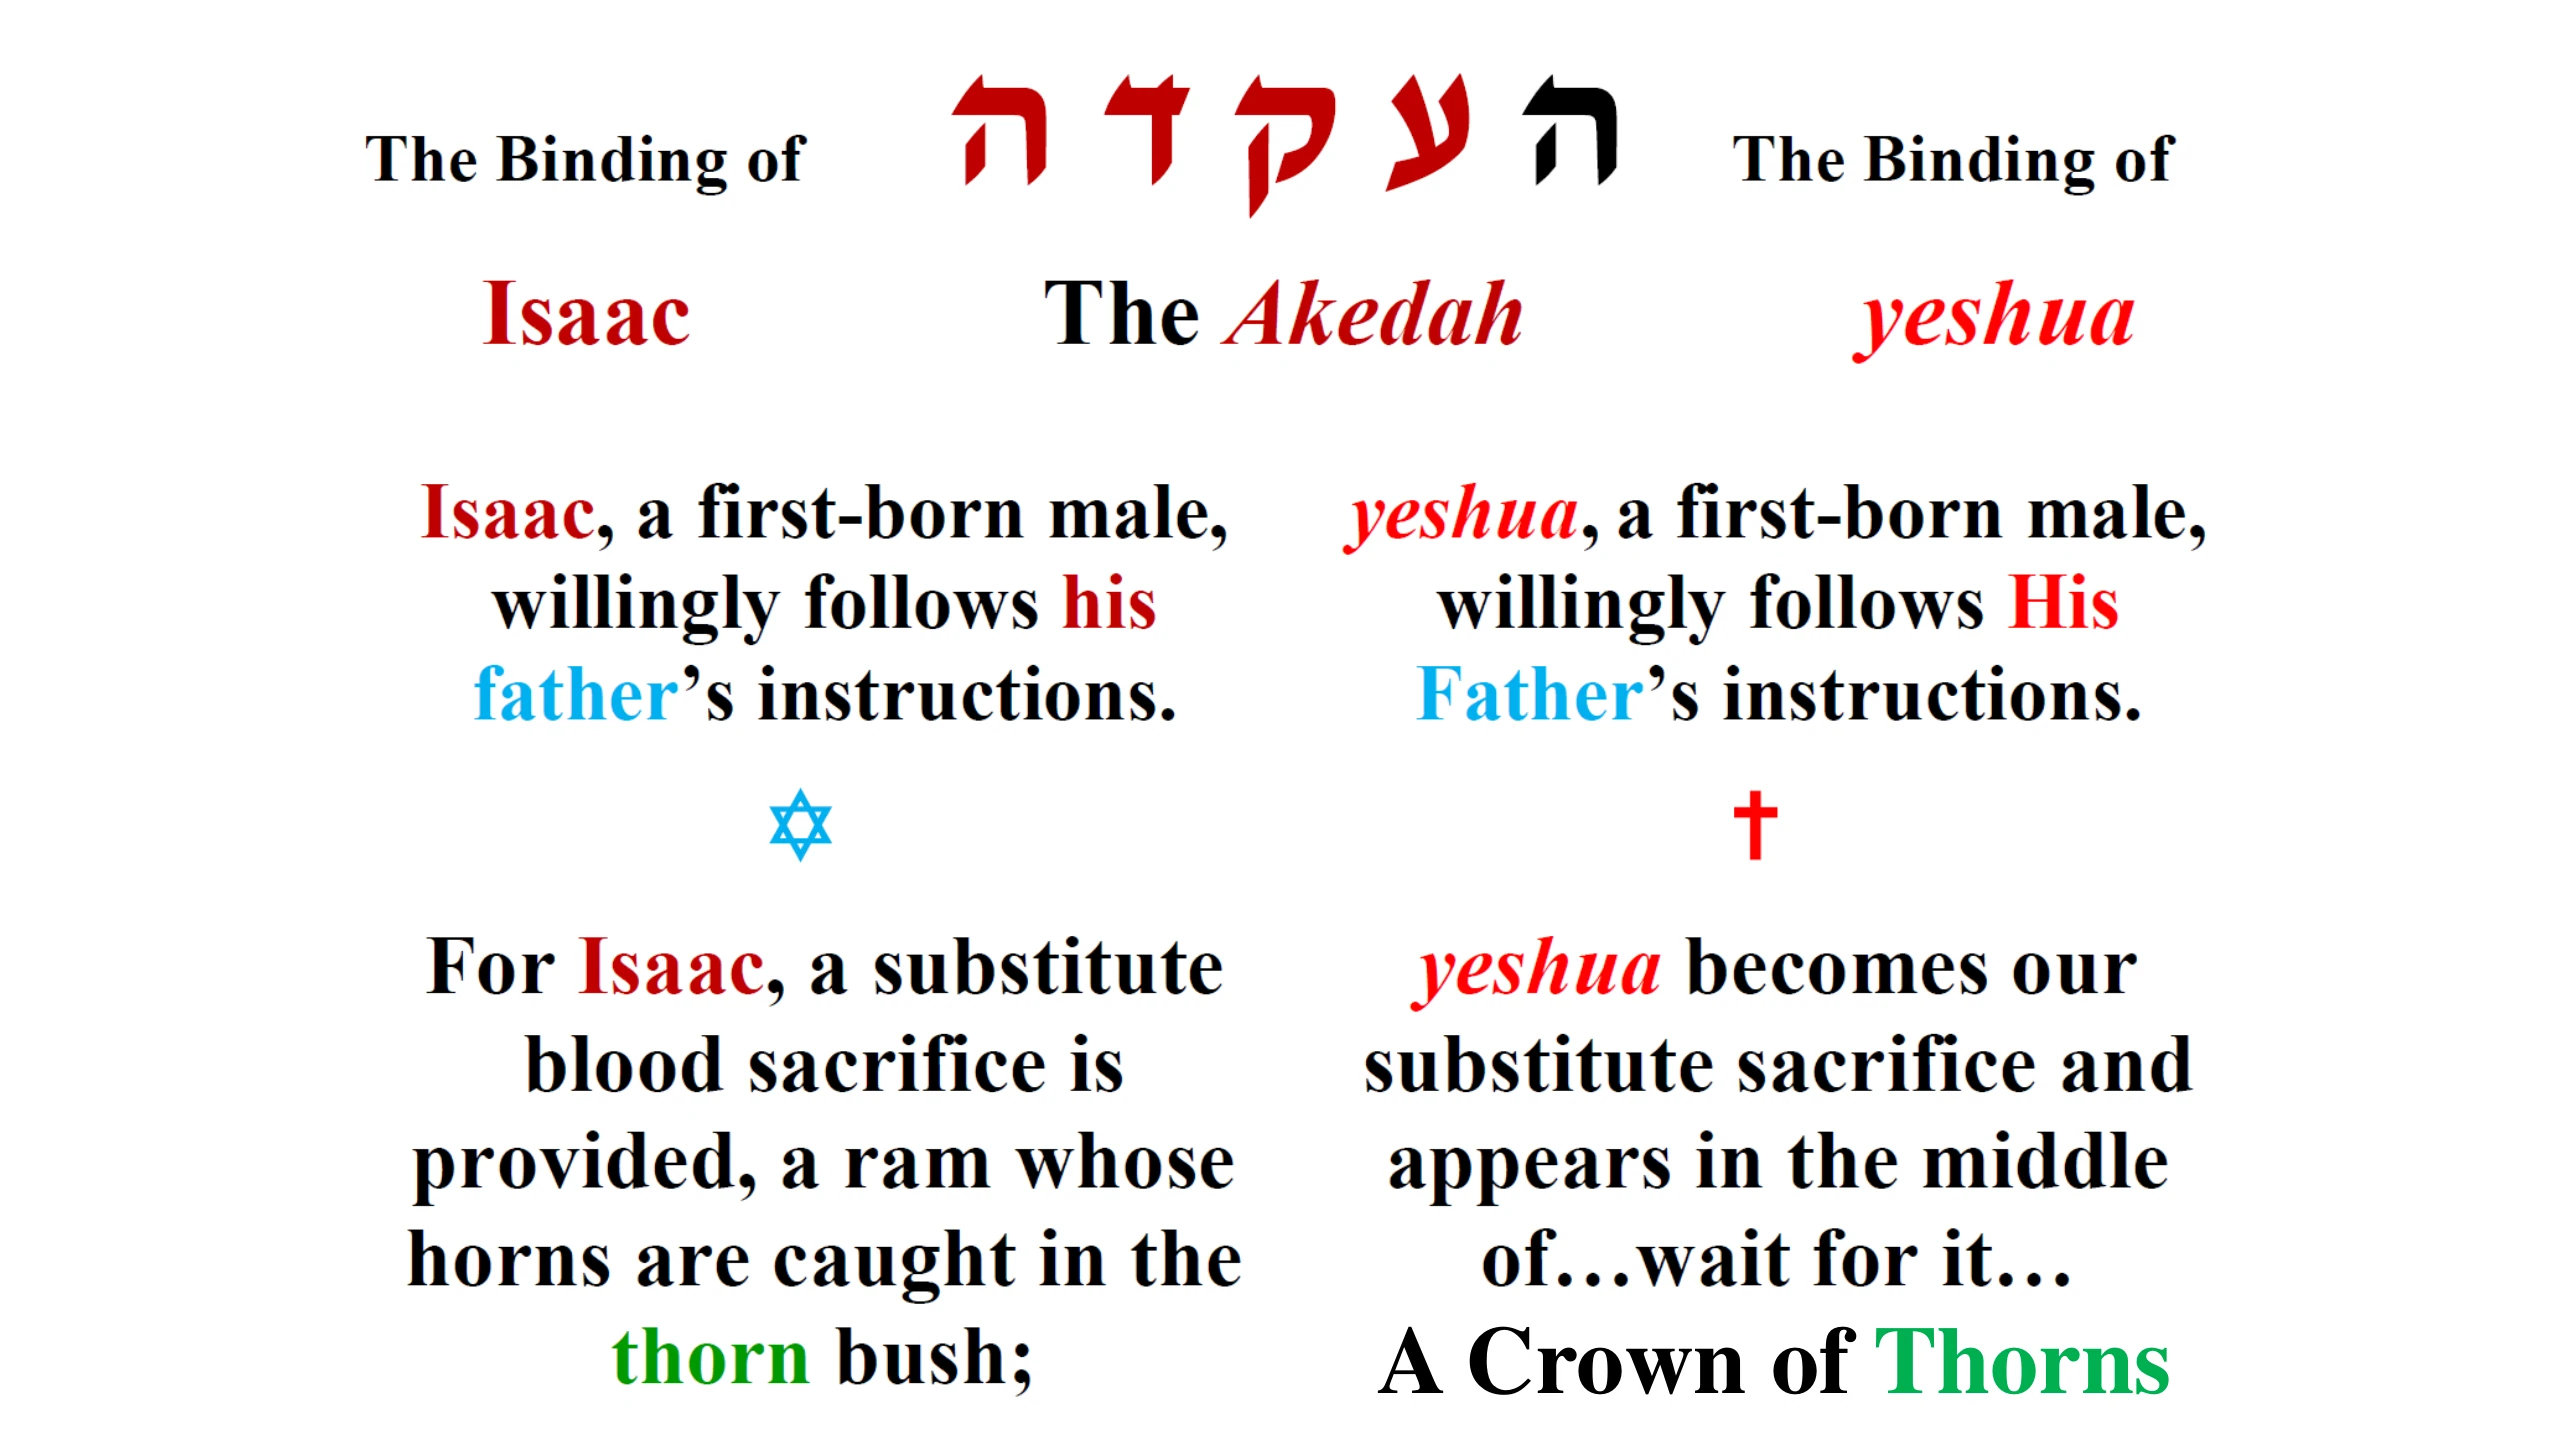 The Binding of
ה ע ק ד ה
The Binding of
Isaac
The Akedah
yeshua
Isaac, a first-born male,
willingly follows his
father’s instructions.
✡
For Isaac, a substitute
blood sacrifice is
provided, a ram whose
horns are caught in the
thorn bush;
yeshua, a first-born male,
willingly follows His
Father’s instructions.
✝
yeshua becomes our
substitute sacrifice and
appears in the middle
of…wait for it…
A Crown of Thorns